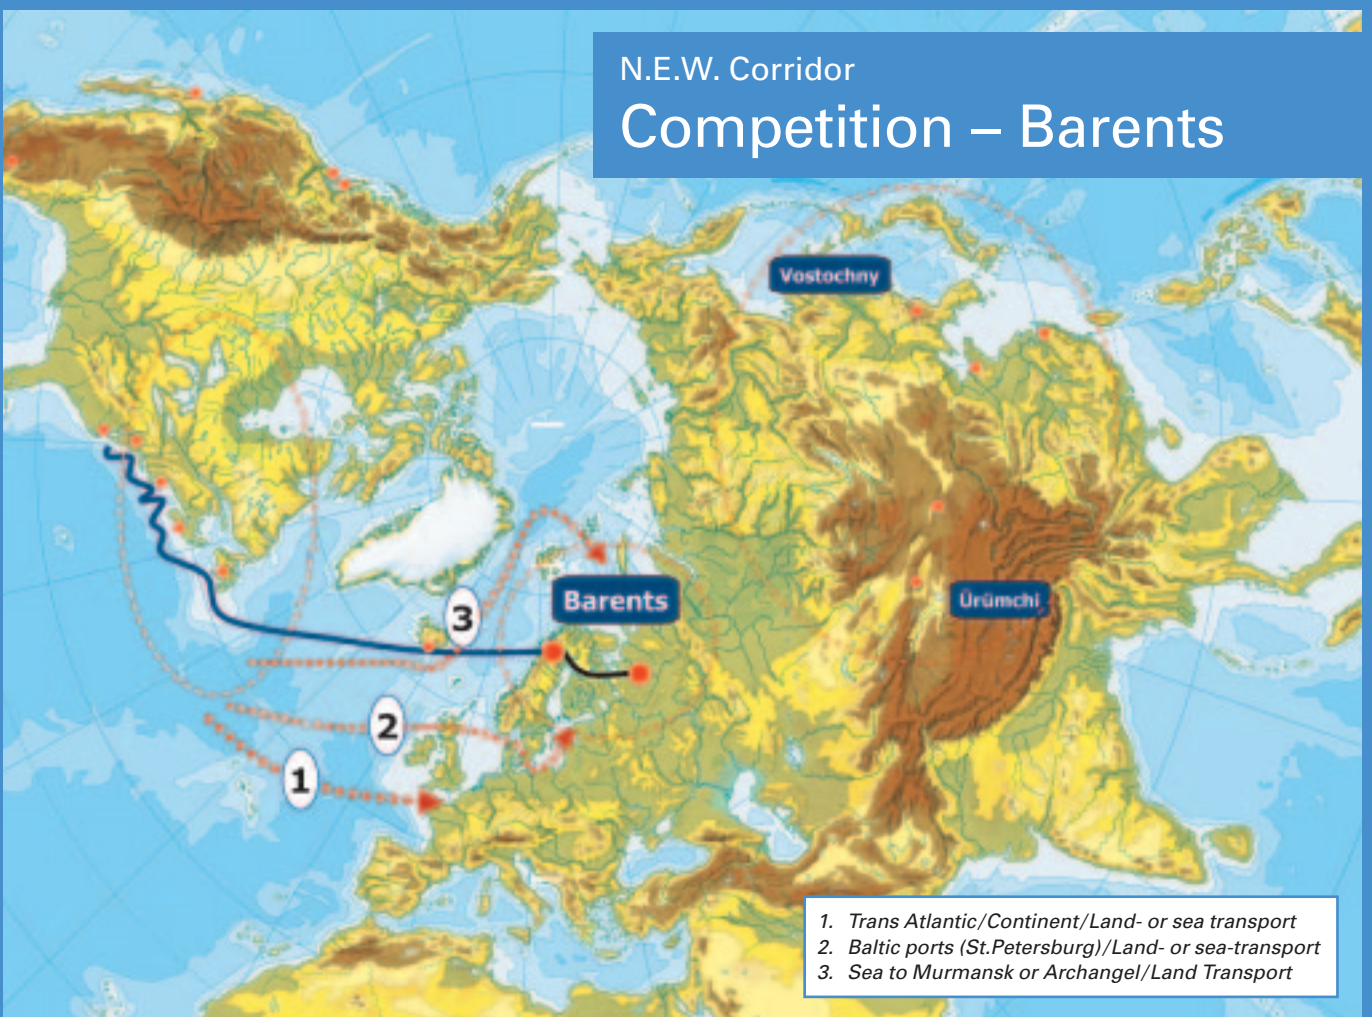 N.E.W. Corridor
Competition – Barents
Vostochny
Barents
Ürümchi
3
2
1
1. Trans Atlantic/Continent/Land- or sea transport
2. Baltic ports (St.Petersburg)/Land- or sea-transport
3. Sea to Murmansk or Archangel/Land Transport